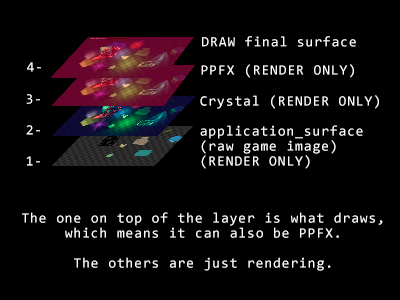 DRAW final surface
4-
PPFX (RENDER ONLY)
3-
Crystal (RENDER ONLY)
2-
application_surface
(raw game image)
1-
(RENDER ONLY)
The one on top of the layer is what draws,
which means it can also be PPFX.
The others are just rendering.